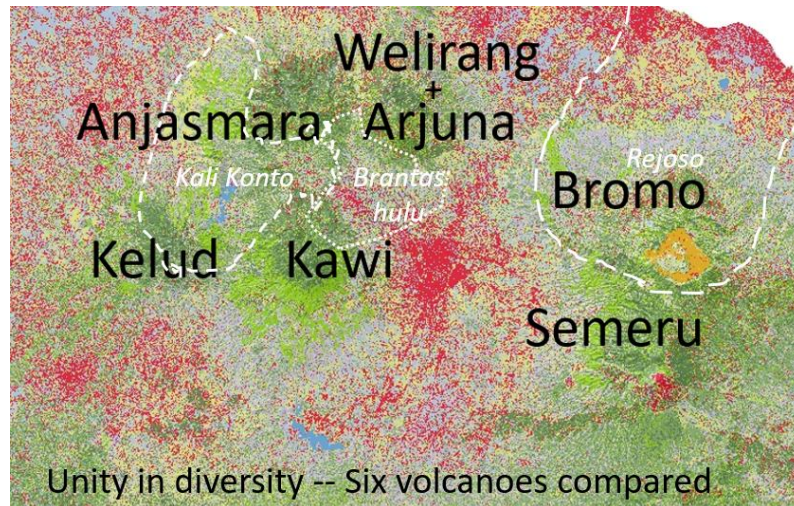 Welirang
+
Anjasmara Arjuna
Rejoso
Kali Konto Brantas
Bromo
hulu
Kelud Kawi
Semeru
Unity in diversity -- Six volcanoes compared